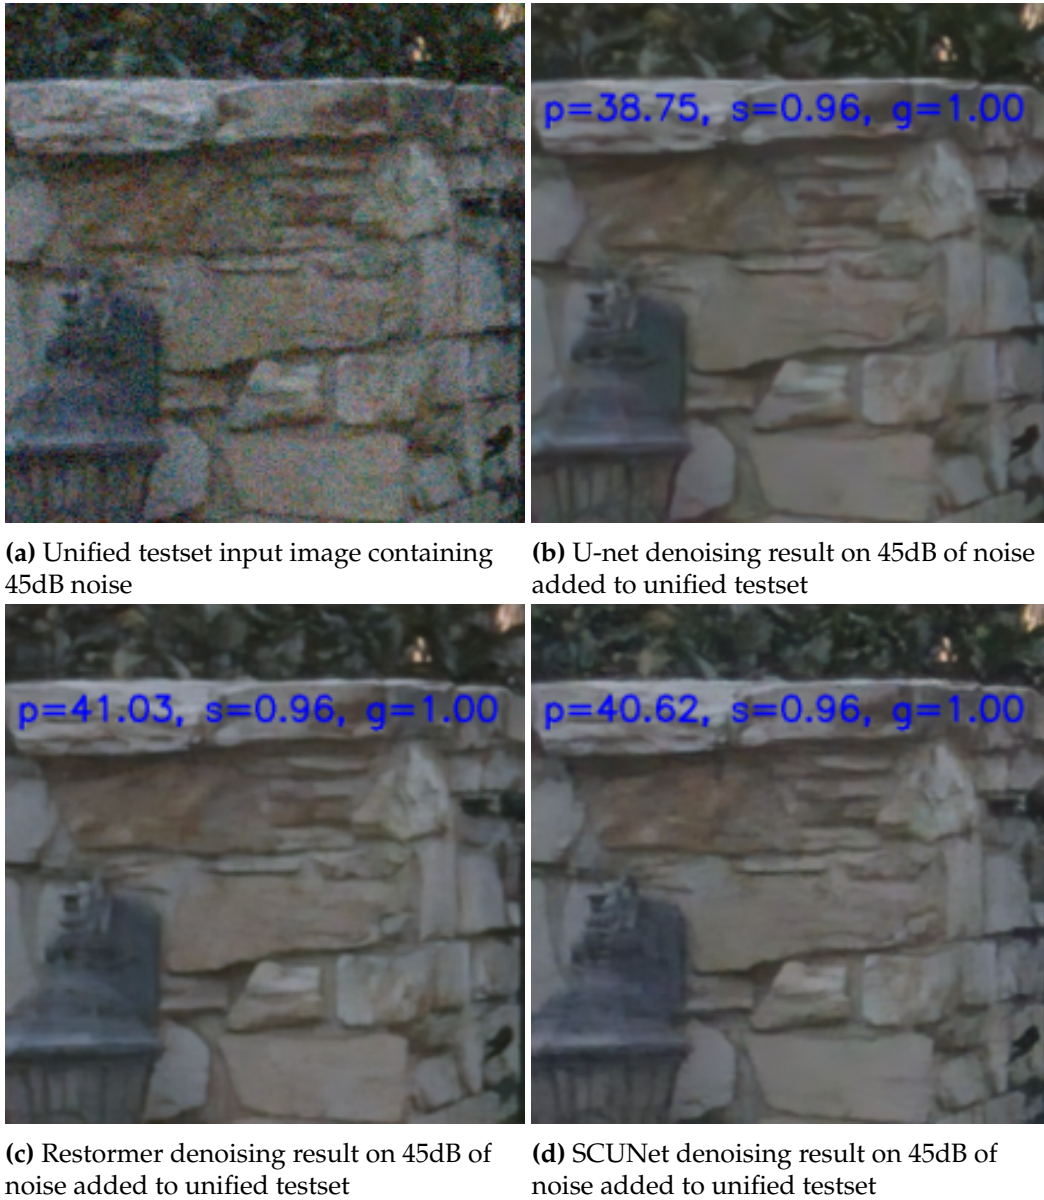 p=38.75, s=0.96, g=1.00
(a) Unified testset input image containing
45dB noise
(b) U-net denoising result on 45dB of noise
added to unified testset
p=41.03, s=0.96, g=1.00
p=40.62, s=0.96, g=1.00
(c) Restormer denoising result on 45dB of
noise added to unified testset
(d) SCUNet denoising result on 45dB of
noise added to unified testset